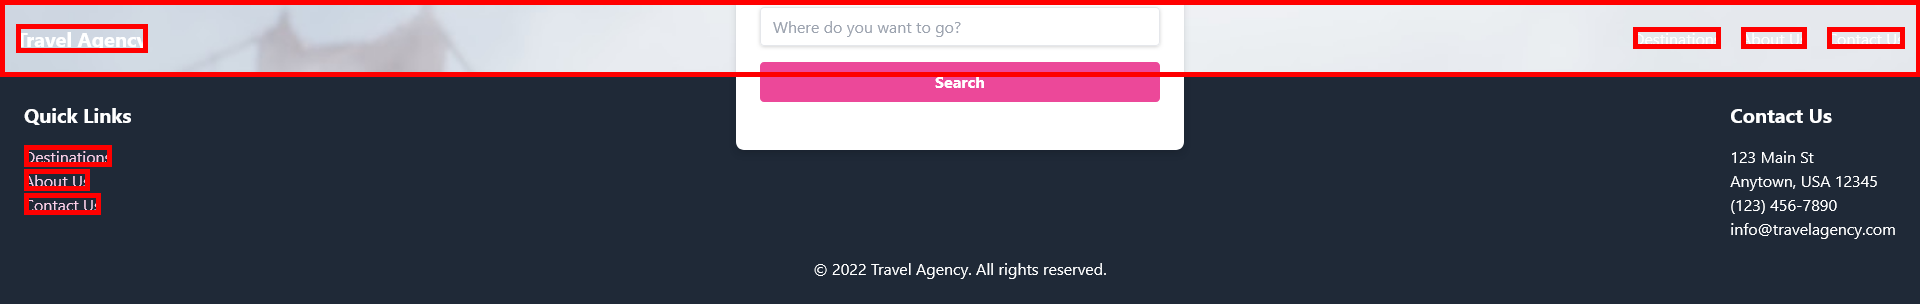 Travel Agency
Where do you want to go?
Destinations
About Us
Contact Us
Search
Quick Links
Destinations
About Us
Contact Us
Contact Us
123 Main St
Anytown, USA 12345
(123) 456-7890
info@travelagency.com
© 2022 Travel Agency. All rights reserved.